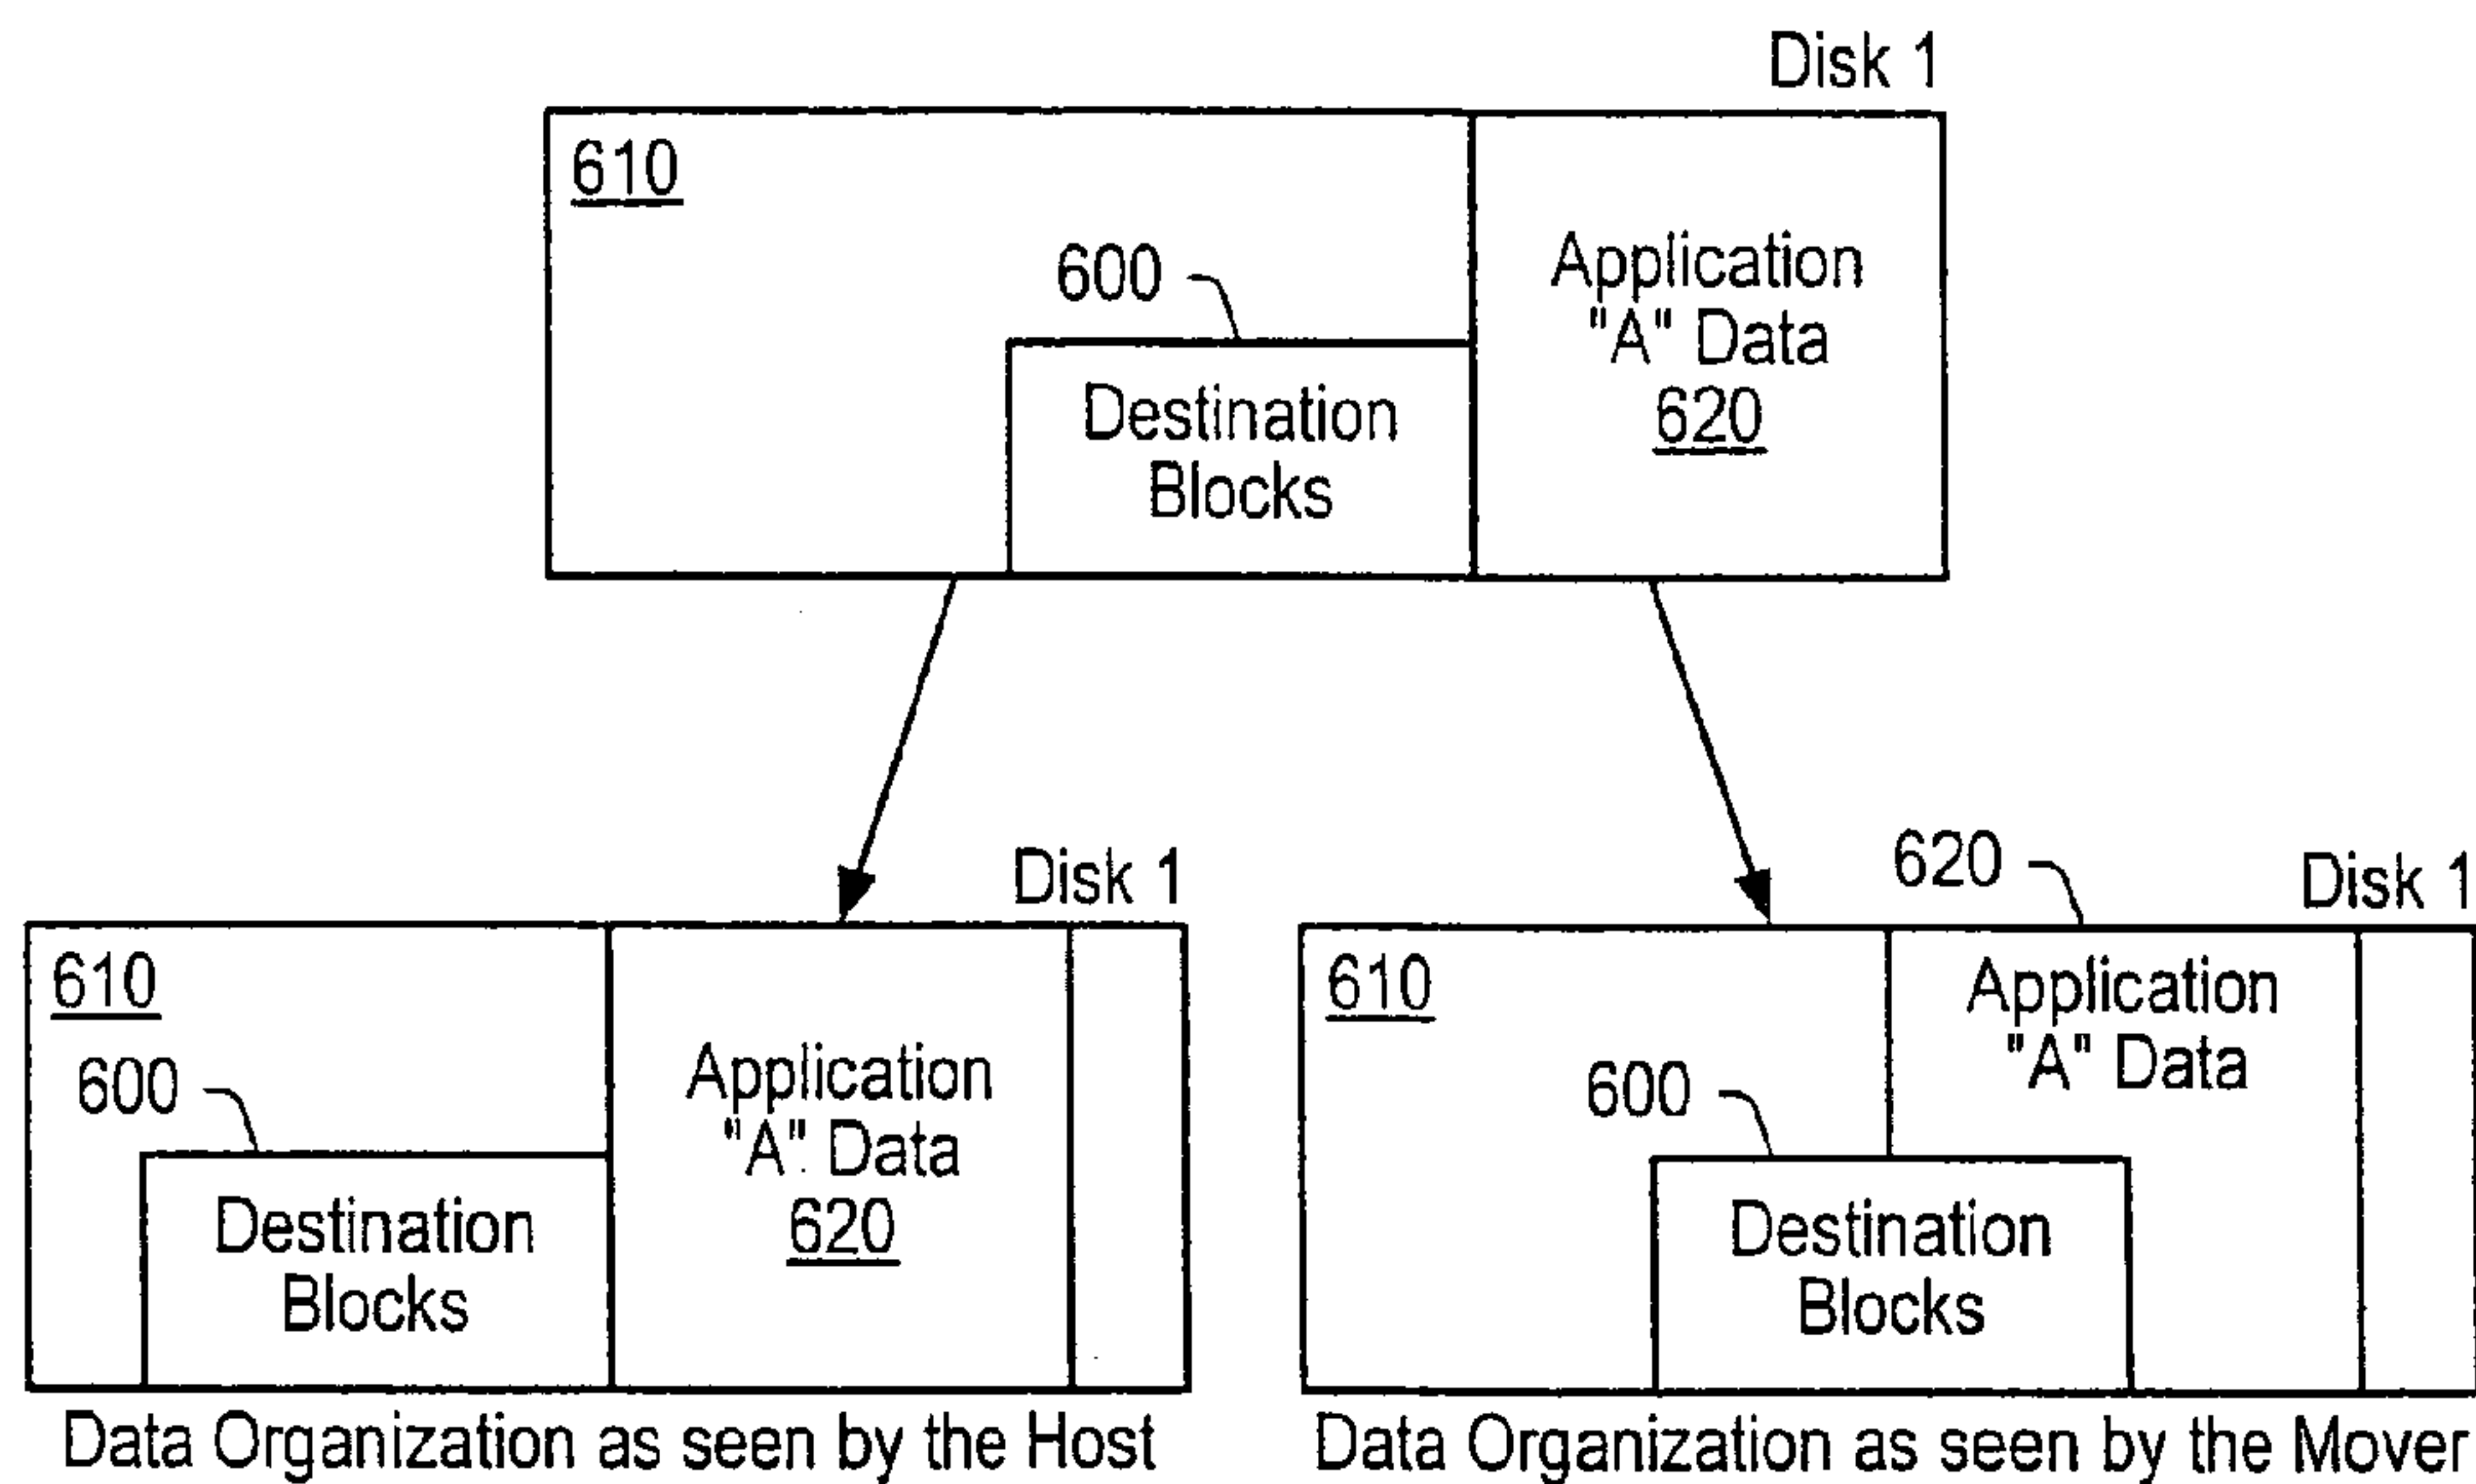 Disk 1
610
600
Application
"A" Data
620
Destination
Blocks
Disk 1
610
600
Application
"A" Data
620
Destination
Blocks
Data Organization as seen by the Host
620
Disk 1
610
Application
"A" Data
600
Destination
Blocks
Data Organization as seen by the Mover